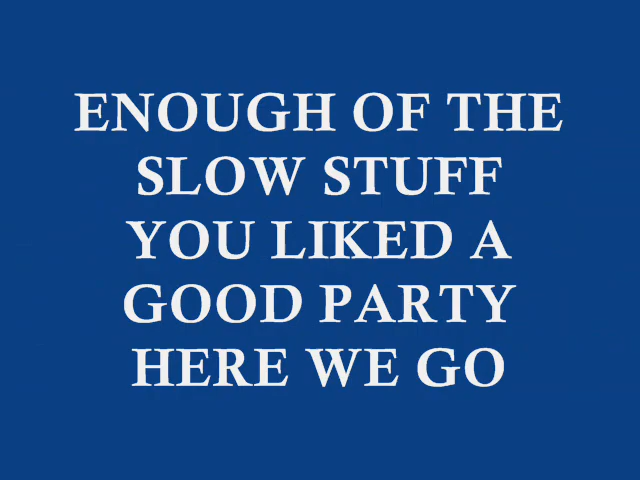 ENOUGH OF THE
SLOW STUFF
YOU LIKED A
GOOD PARTY
HERE WE GO